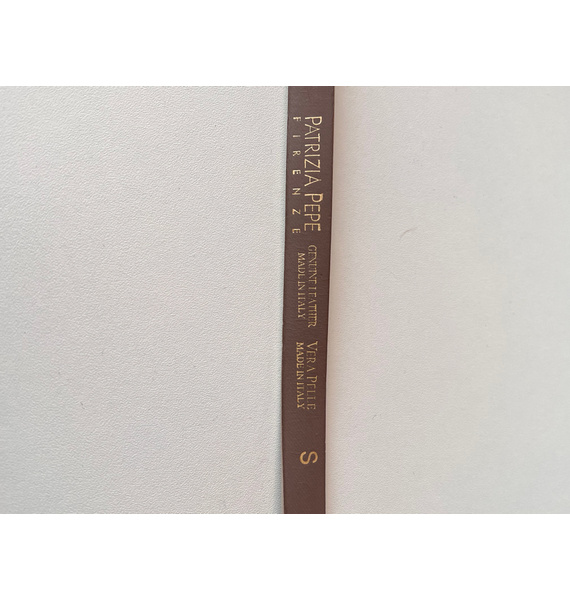 PATRIZIA PEPE
FIRENZE
GENUINE LEATHER
MADE IN ITALY
VERA PELLE
MADE IN ITALY
S